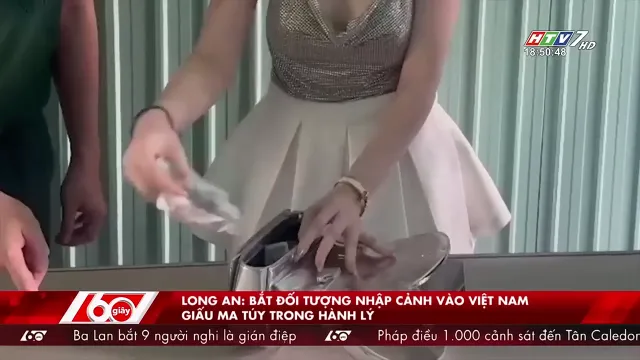 HTV7 HD
18:50:48
60 giây
LONG AN: BẮT ĐỐI TƯỢNG NHẬP CẢNH VÀO VIỆT NAM
GIẤU MA TÚY TRONG HÀNH LÝ
Ba Lan bắt 9 người nghi là gián điệp 60 giây Pháp điều 1.000 cảnh sát đến Tân Caledon